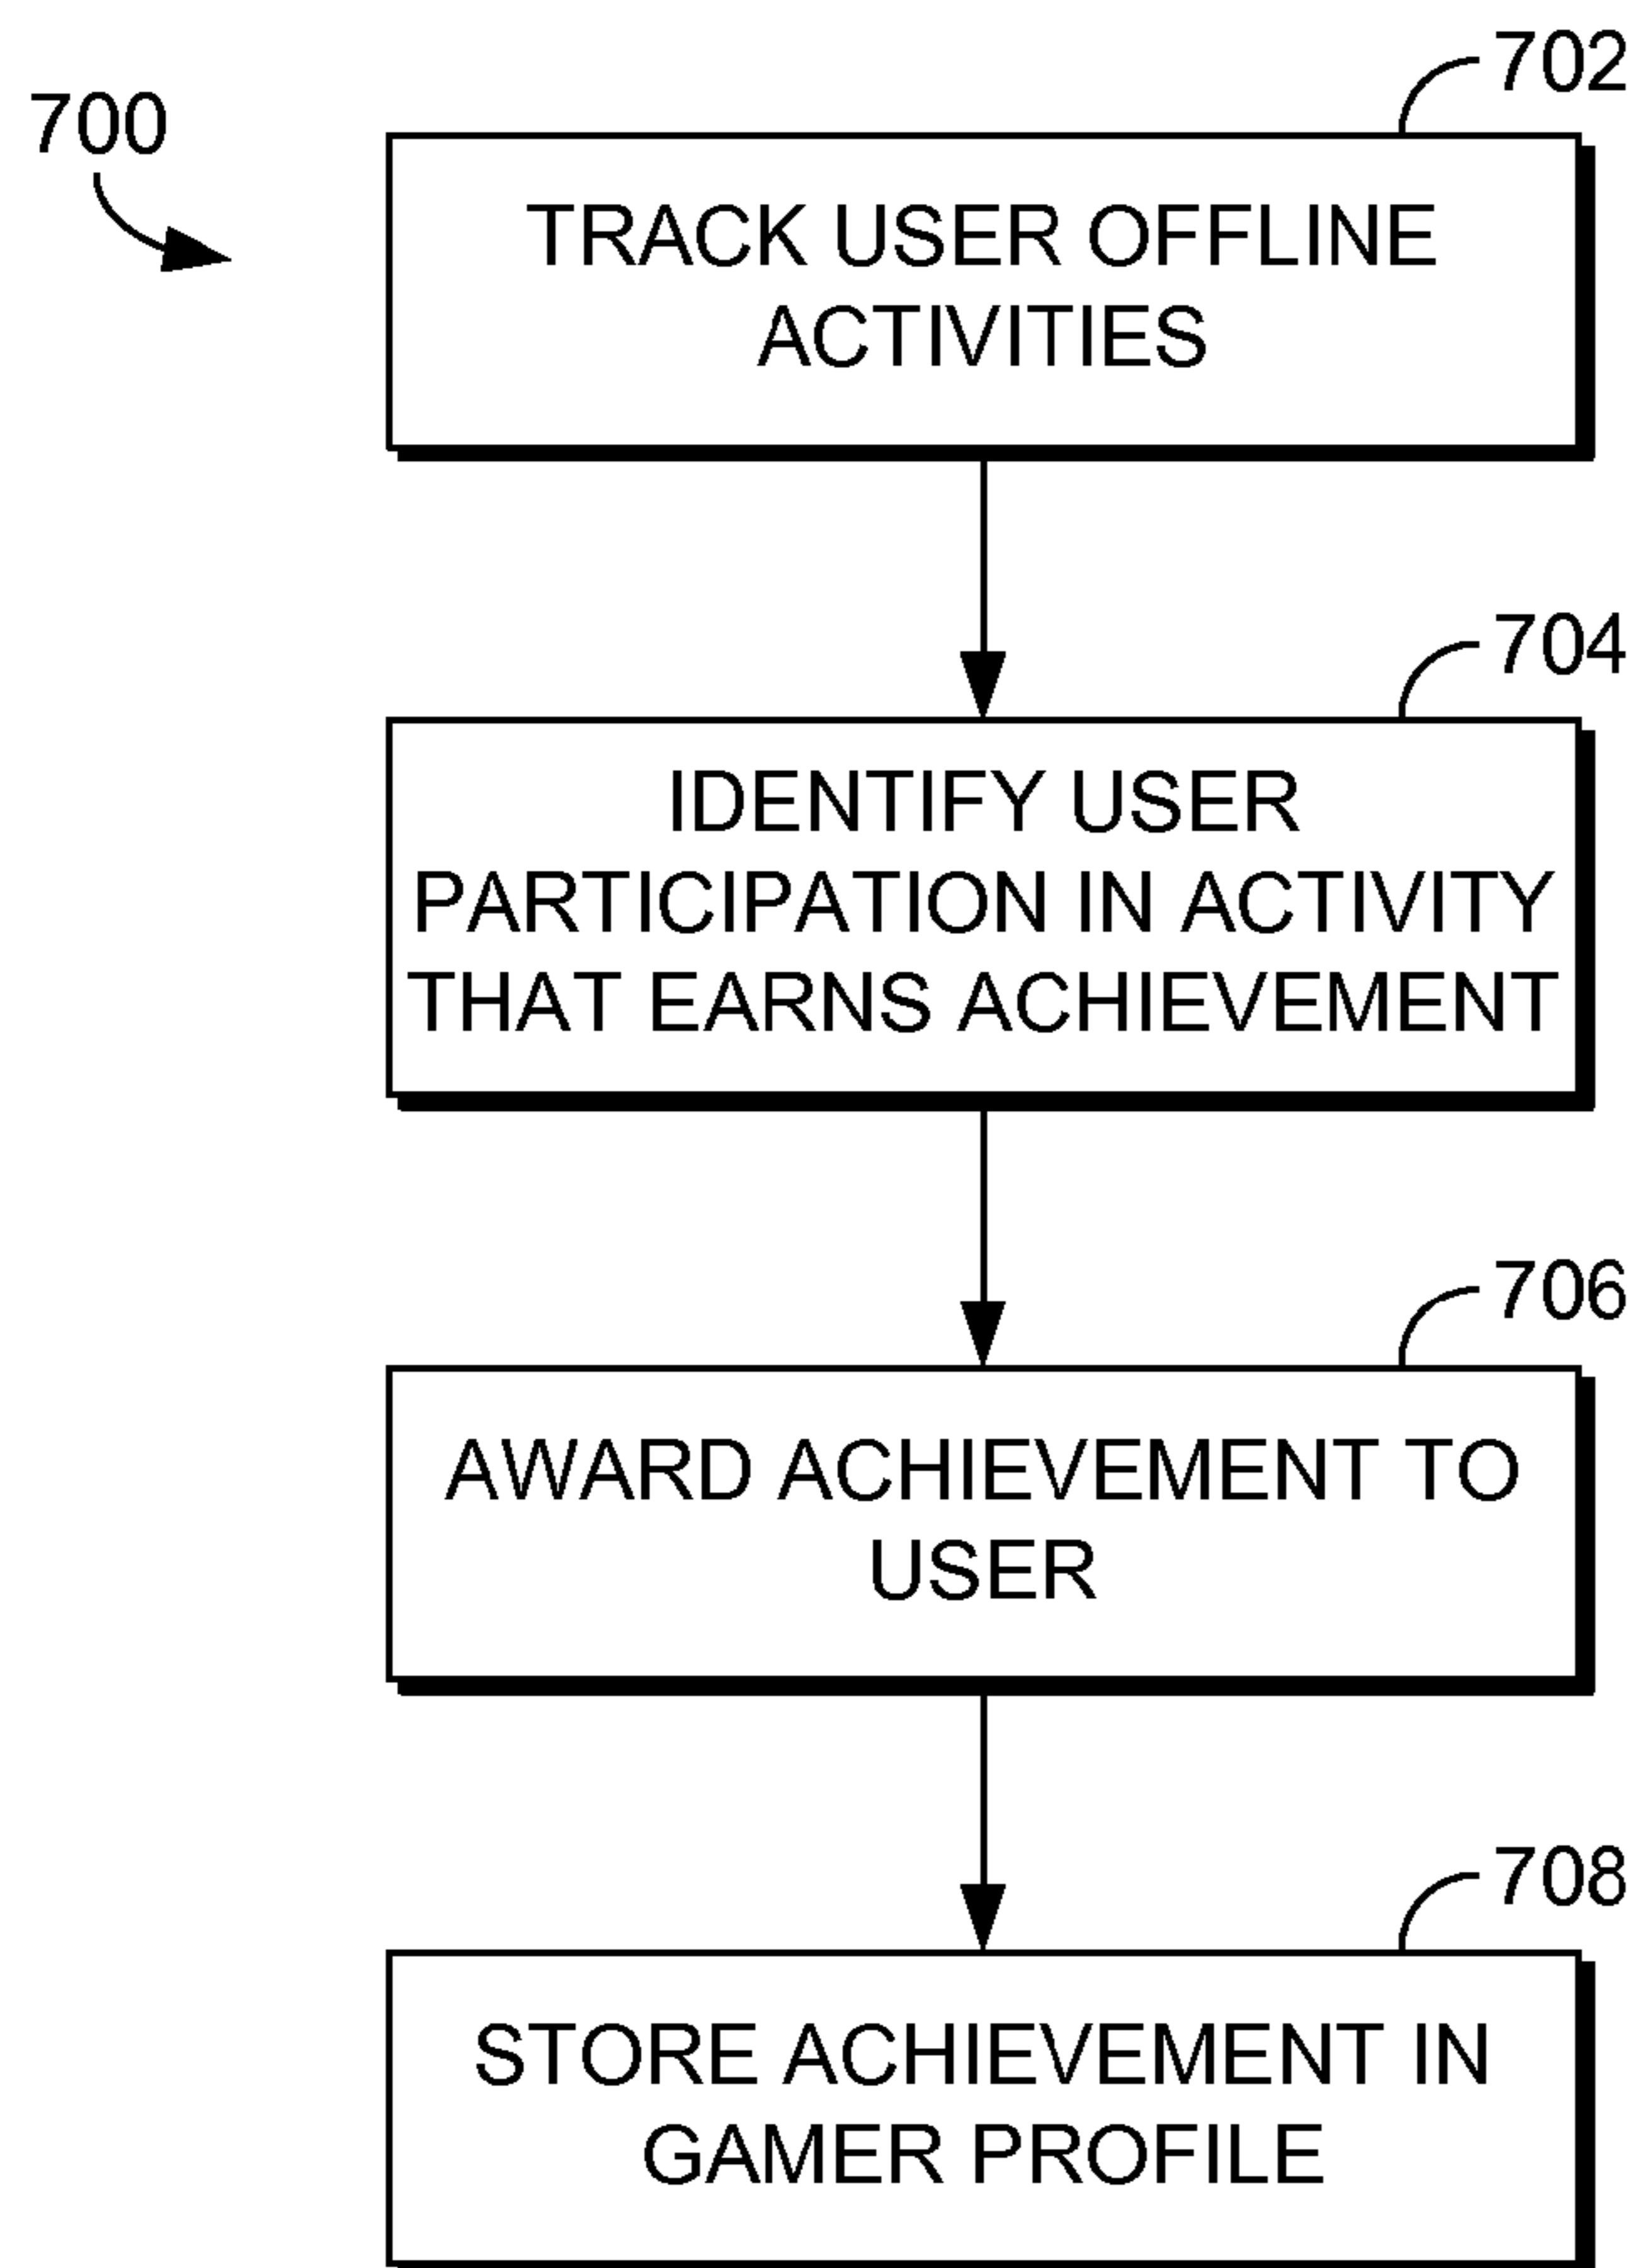 700
702
TRACK USER OFFLINE
ACTIVITIES
704
IDENTIFY USER
PARTICIPATION IN ACTIVITY
THAT EARNS ACHIEVEMENT
706
AWARD ACHIEVEMENT TO
USER
708
STORE ACHIEVEMENT IN
GAMER PROFILE